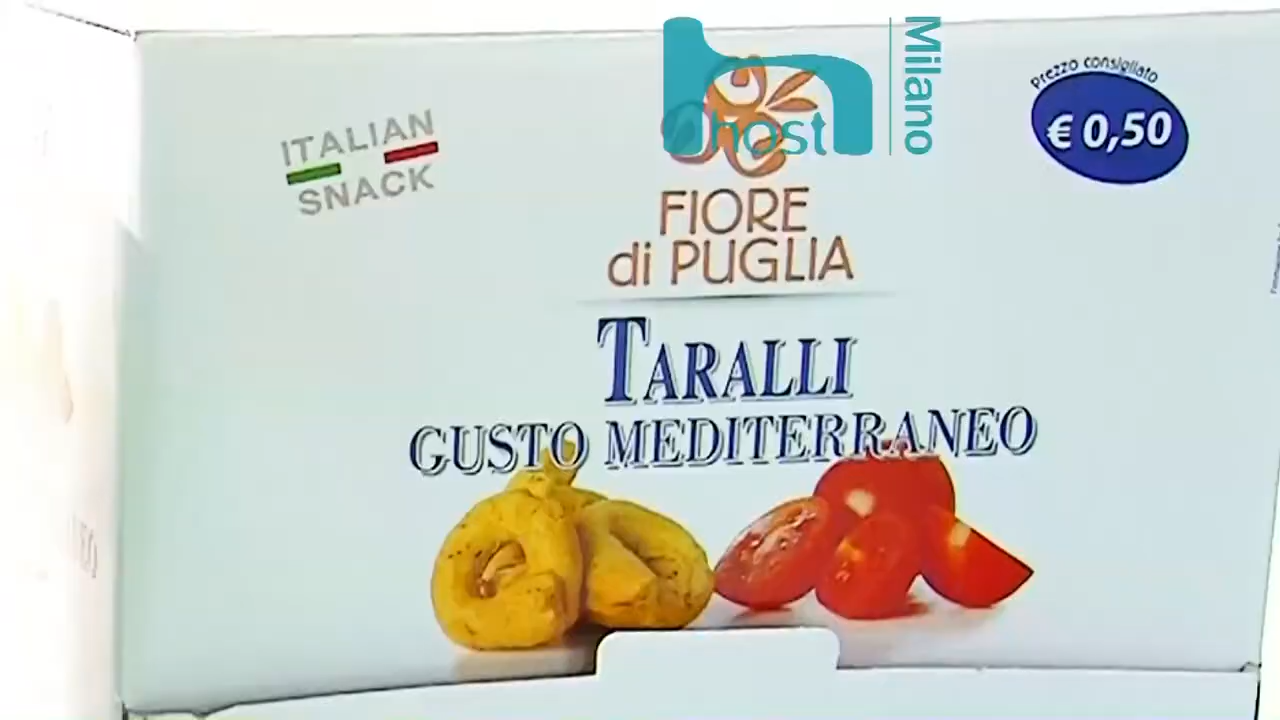 host
Milano
Prezzo consigliato
€ 0,50
ITALIAN
SNACK
FIORE
di PUGLIA
TARALLI
GUSTO MEDITERRANEO